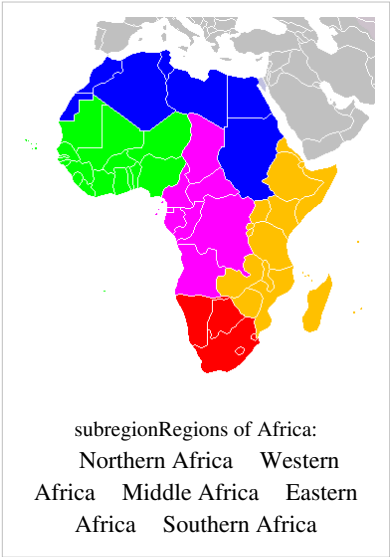 subregionRegions of Africa:
Northern Africa Western
Africa Middle Africa Eastern
Africa Southern Africa